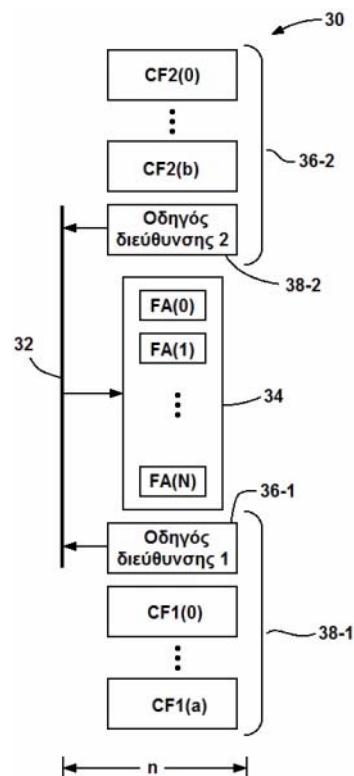 30
CF2(0)
CF2(b)
36-2
Οδηγός
διεύθυνσης 2
38-2
32
FA(0)
FA(1)
34
FA(N)
36-1
Οδηγός
διεύθυνσης 1
CF1(0)
38-1
CF1(a)
n